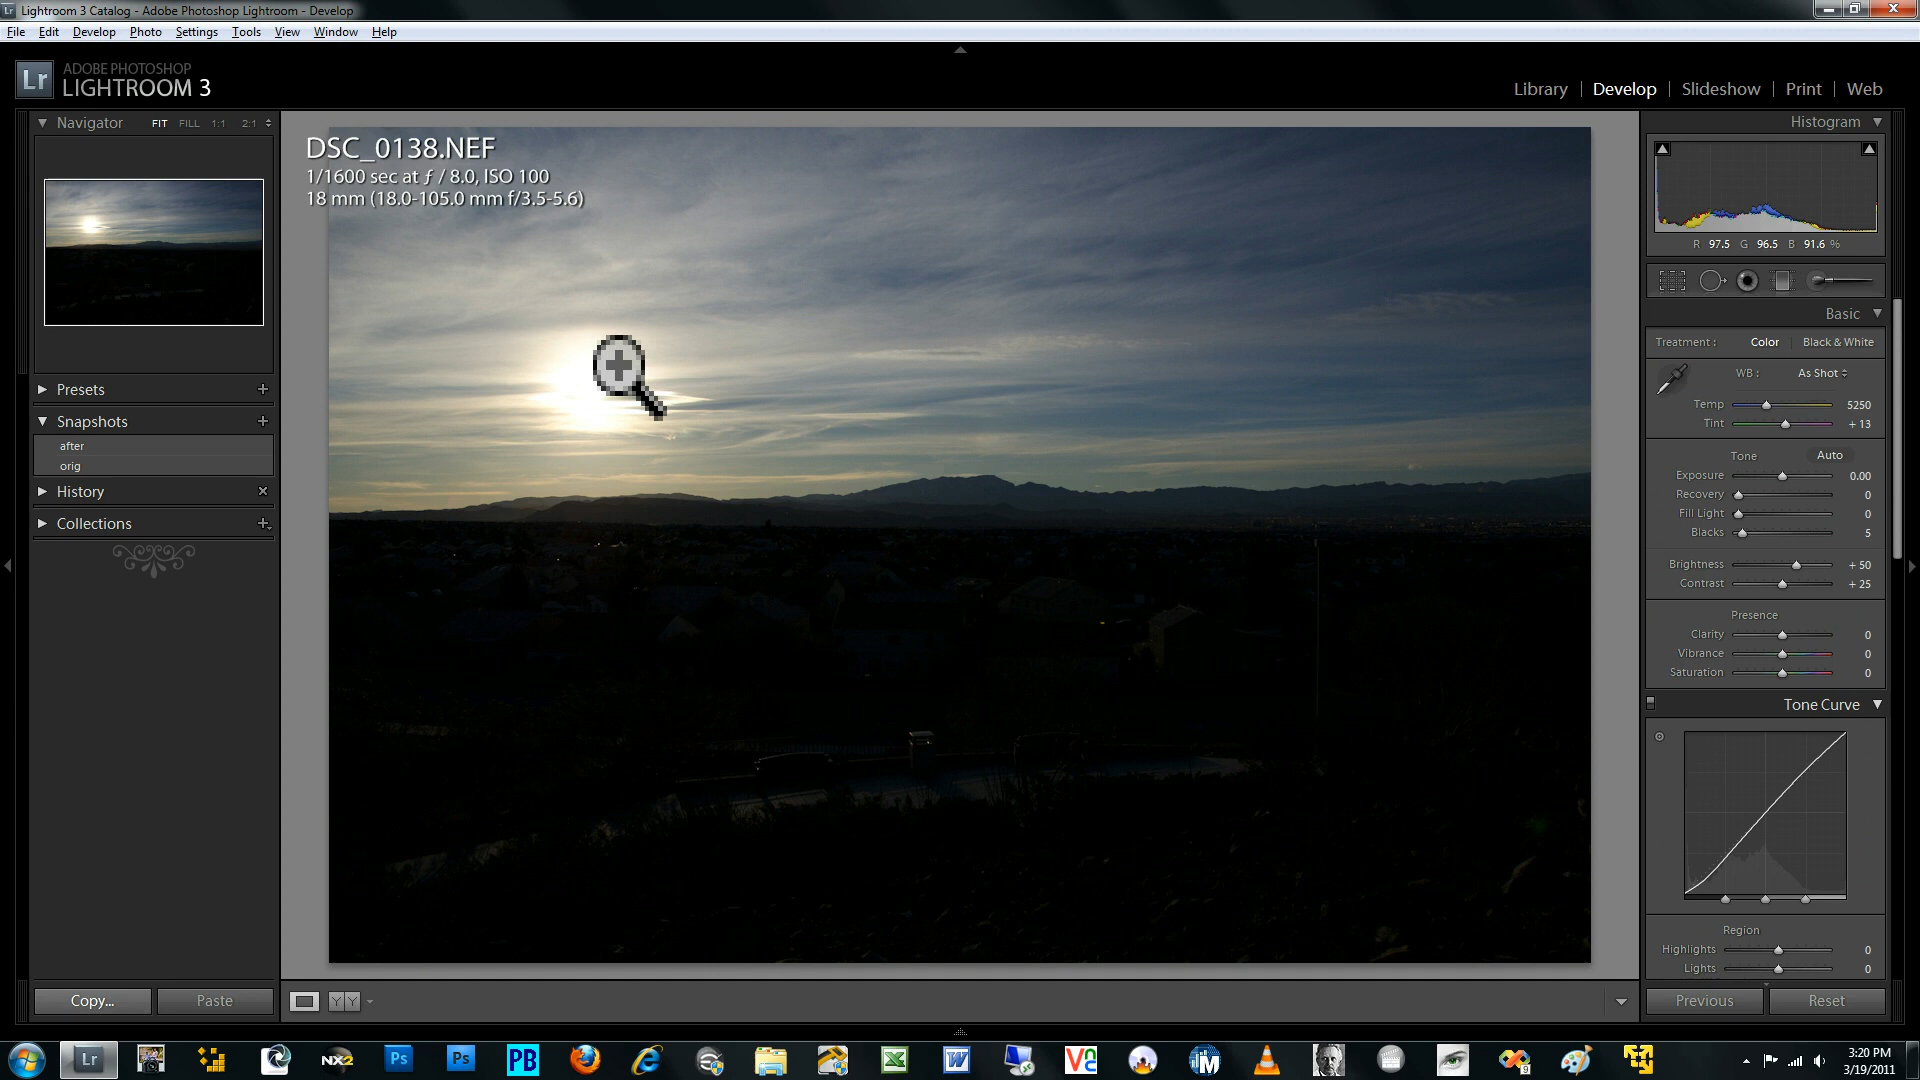 Lightroom 3 Catalog - Adobe Photoshop Lightroom - Develop
File Edit Develop Photo Settings Tools View Window Help
Lr ADOBE PHOTOSHOP
LIGHTROOM 3
Library | Develop | Slideshow | Print | Web
Navigator FIT FILL 1:1 2:1
Presets
Snapshots
after
orig
History
Collections
Copy... Paste
DSC_0138.NEF
1/1600 sec at ƒ / 8.0, ISO 100
18 mm (18.0-105.0 mm f/3.5-5.6)
Y Y
Histogram
R 97.5 G 96.5 B 91.6 %
Basic
Treatment : Color Black & White
WB : As Shot
Temp 5250
Tint + 13
Tone Auto
Exposure 0.00
Recovery 0
Fill Light 0
Blacks 5
Brightness + 50
Contrast + 25
Presence
Clarity 0
Vibrance 0
Saturation 0
Tone Curve
Region
Highlights 0
Lights 0
Previous Reset
Lr NX2 Ps Ps PB
3:20 PM
3/19/2011